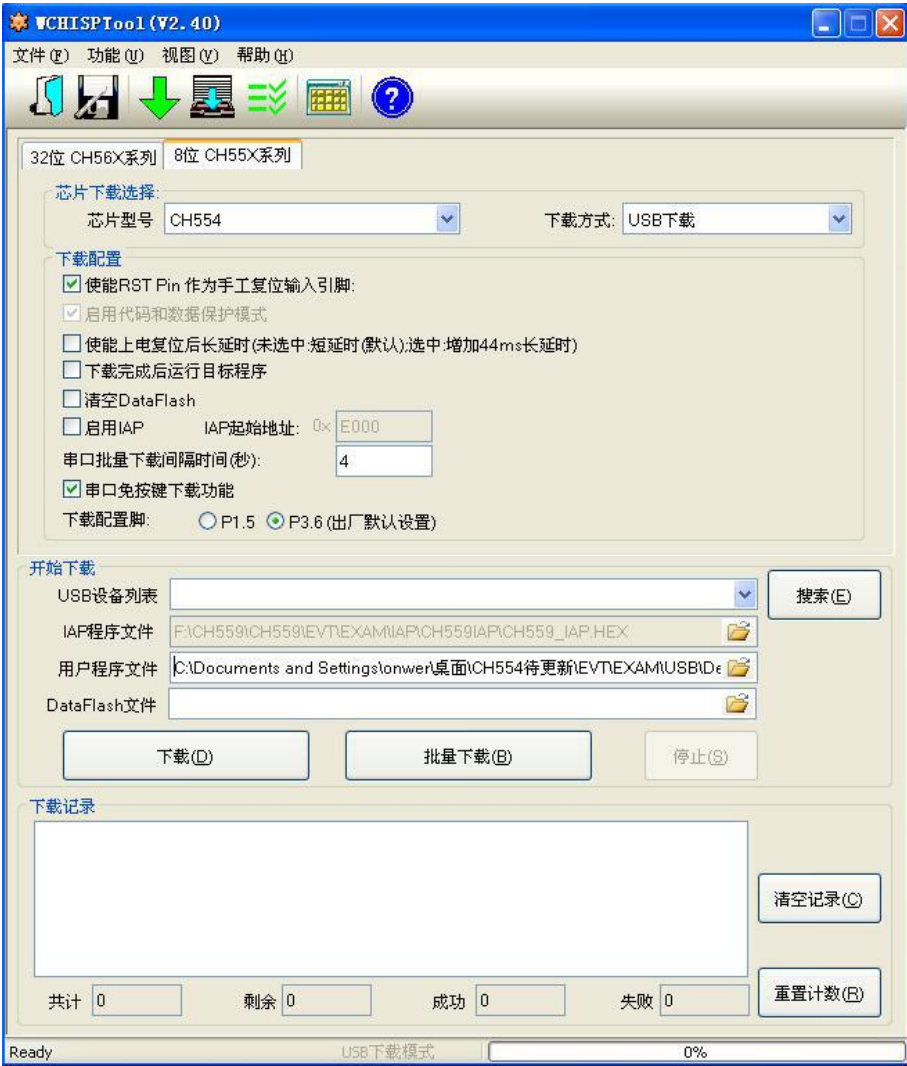 WCHISPTool(V2.40)
文件(F) 功能(U) 视图(V) 帮助(H)
32位 CH56X系列 8位 CH55X系列
芯片下载选择:
芯片型号 CH554 下载方式: USB下载
下载配置
使能RST Pin 作为手工复位输入引脚:
启用代码和数据保护模式
使能上电复位后长延时(未选中:短延时(默认);选中:增加44ms长延时)
下载完成后运行目标程序
清空DataFlash
启用IAP IAP起始地址: 0x E000
串口批量下载间隔时间(秒): 4
串口免按键下载功能
下载配置脚: P1.5 P3.6(出厂默认设置)
开始下载
USB设备列表 搜索(E)
IAP程序文件 F:\CH559\CH559\EVT\EXAM\IAP\CH559IAP\CH559_IAP.HEX
用户程序文件 C:\Documents and Settings\onwer\桌面\CH554待更新\EVT\EXAM\USB\De
DataFlash文件
下载(D) 批量下载(B) 停止(S)
下载记录
清空记录(C)
共计 0 剩余 0 成功 0 失败 0 重置计数(R)
Ready USB下载模式 0%